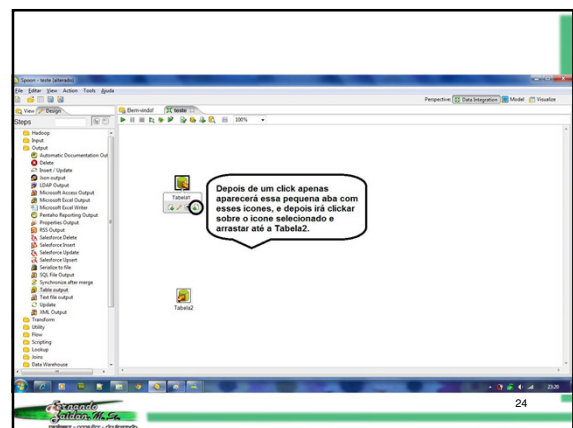 Spoon - teste (alterado)
File Editar View Action Tools Ajuda
Perspective: Data Integration Model Visualize
View Design
Bem-vindo! teste
Steps
100%
Hadoop
Input
Output
Automatic Documentation Out
Delete
Insert / Update
Json output
LDAP Output
Microsoft Access Output
Microsoft Excel Output
Microsoft Excel Writer
Pentaho Reporting Output
Properties Output
RSS Output
Salesforce Delete
Salesforce Insert
Salesforce Update
Salesforce Upsert
Serialize to file
SQL File Output
Synchronize after merge
Table output
Text file output
Update
XML Output
Transform
Utility
Flow
Scripting
Lookup
Joins
Data Warehouse
Tabela1
Depois de um click apenas
aparecerá essa pequena aba com
esses ícones, e depois irá clickar
sobre o ícone selecionado e
arrastar até a Tabela2.
Tabela2
23:20
24
Fernando